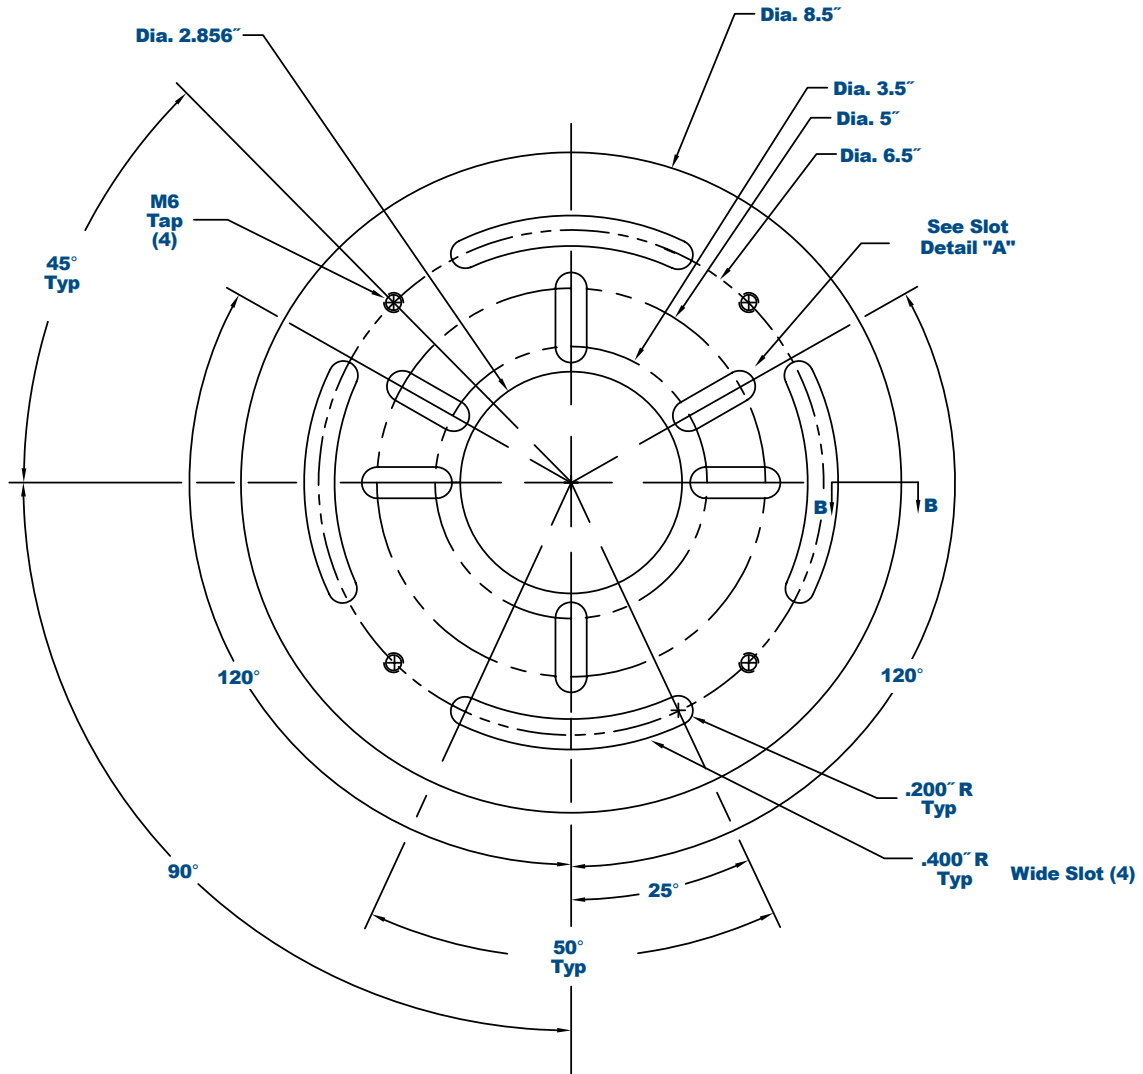 Dia. 8.5″
Dia. 2.856″
Dia. 3.5″
Dia. 5″
Dia. 6.5″
M6
Tap
(4)
See Slot
Detail "A"
45°
Typ
B
B
120°
120°
.200″ R
Typ
90°
.400″ R
Typ
Wide Slot (4)
25°
50°
Typ